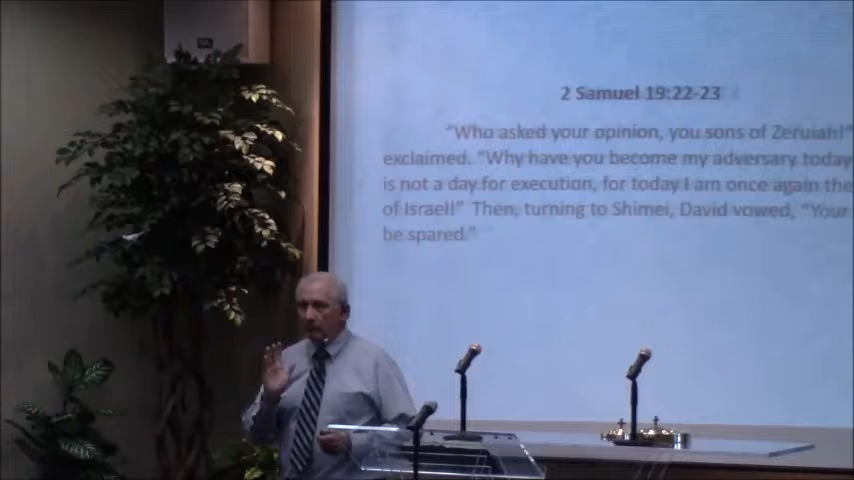 2 Samuel 19:22-23
"Who asked your opinion, you sons of Zeruiah!"
exclaimed. "Why have you become my adversary today
is not a day for execution, for today I am once again the
of Israel!" Then, turning to Shimei, David vowed, "Your
be spared."